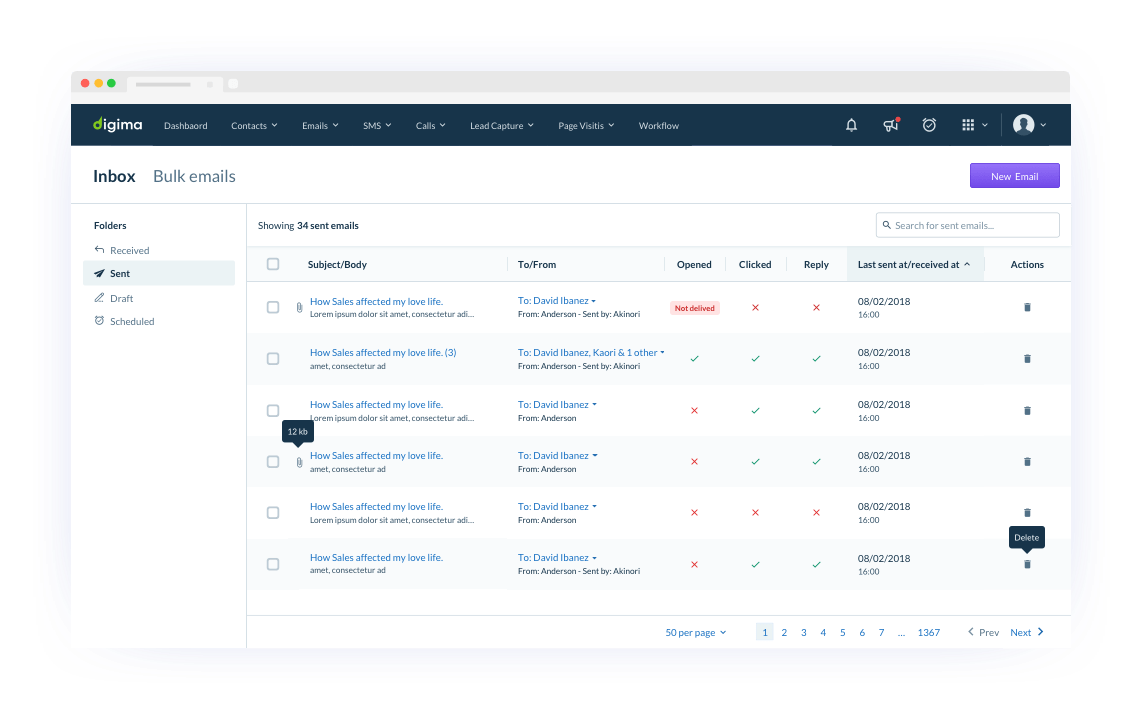 digima Dashbaord Contacts Emails SMS Calls Lead Capture Page Visitis Workflow
Inbox Bulk emails New Email
Folders
Received
Sent
Draft
Scheduled
Showing 34 sent emails Search for sent emails...
Subject/Body To/From Opened Clicked Reply Last sent at/received at Actions
How Sales affected my love life. To: David Ibanez Not delived 08/02/2018
Lorem ipsum dolor sit amet, consectetur adi... From: Anderson - Sent by: Akinori 16:00
How Sales affected my love life. (3) To: David Ibanez, Kaori & 1 other 08/02/2018
amet, consectetur ad From: Anderson - Sent by: Akinori 16:00
How Sales affected my love life. To: David Ibanez 08/02/2018
Lorem ipsum dolor sit amet, consectetur adi... From: Anderson 16:00
12 kb
How Sales affected my love life. To: David Ibanez 08/02/2018
amet, consectetur ad From: Anderson 16:00
How Sales affected my love life. To: David Ibanez 08/02/2018
Lorem ipsum dolor sit amet, consectetur adi... From: Anderson 16:00
Delete
How Sales affected my love life. To: David Ibanez 08/02/2018
amet, consectetur ad From: Anderson - Sent by: Akinori 16:00
50 per page 1 2 3 4 5 6 7 ... 1367 Prev Next